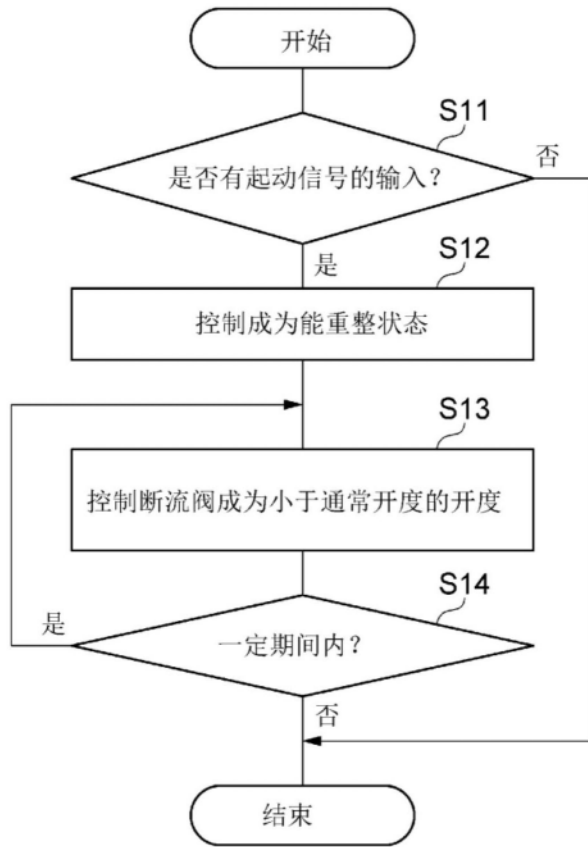 开始
S11
是否有起动信号的输入？
否
是
S12
控制成为能重整状态
S13
控制断流阀成为小于通常开度的开度
S14
是
一定期间内？
否
结束